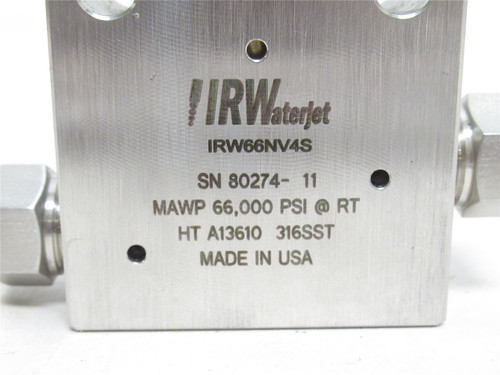 IRWaterjet
IRW66NV4S
SN 80274- 11
MAWP 66,000 PSI @ RT
HT A13610 316SST
MADE IN USA